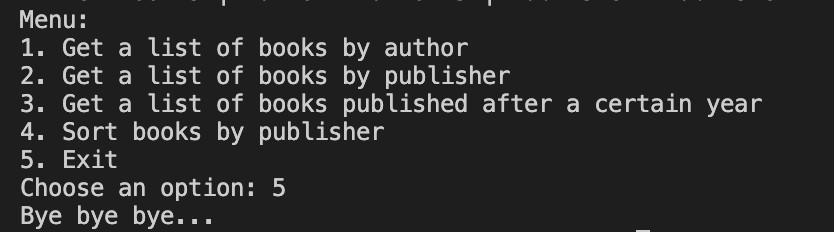 Menu:
1. Get a list of books by author
2. Get a list of books by publisher
3. Get a list of books published after a certain year
4. Sort books by publisher
5. Exit
Choose an option: 5
Bye bye bye...